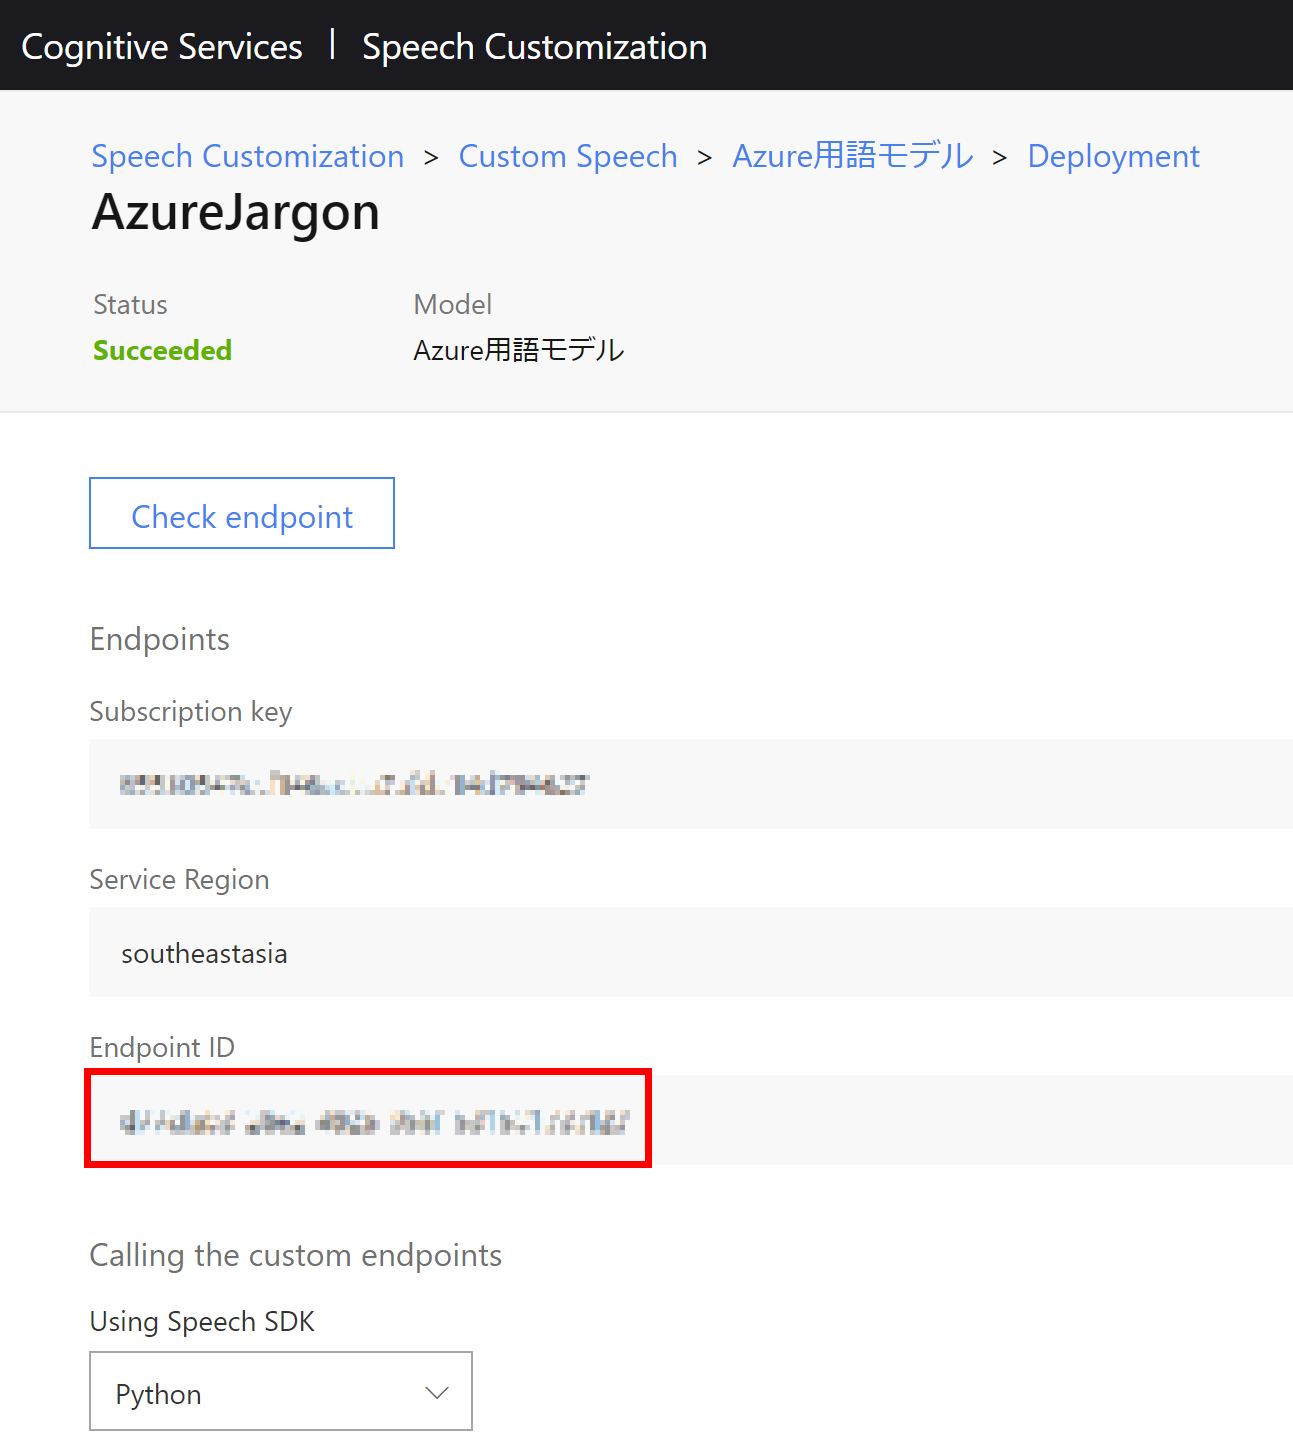 Cognitive Services | Speech Customization
Speech Customization > Custom Speech > Azure用語モデル > Deployment
AzureJargon
Status
Model
Succeeded
Azure用語モデル
Check endpoint
Endpoints
Subscription key
Service Region
southeastasia
Endpoint ID
Calling the custom endpoints
Using Speech SDK
Python